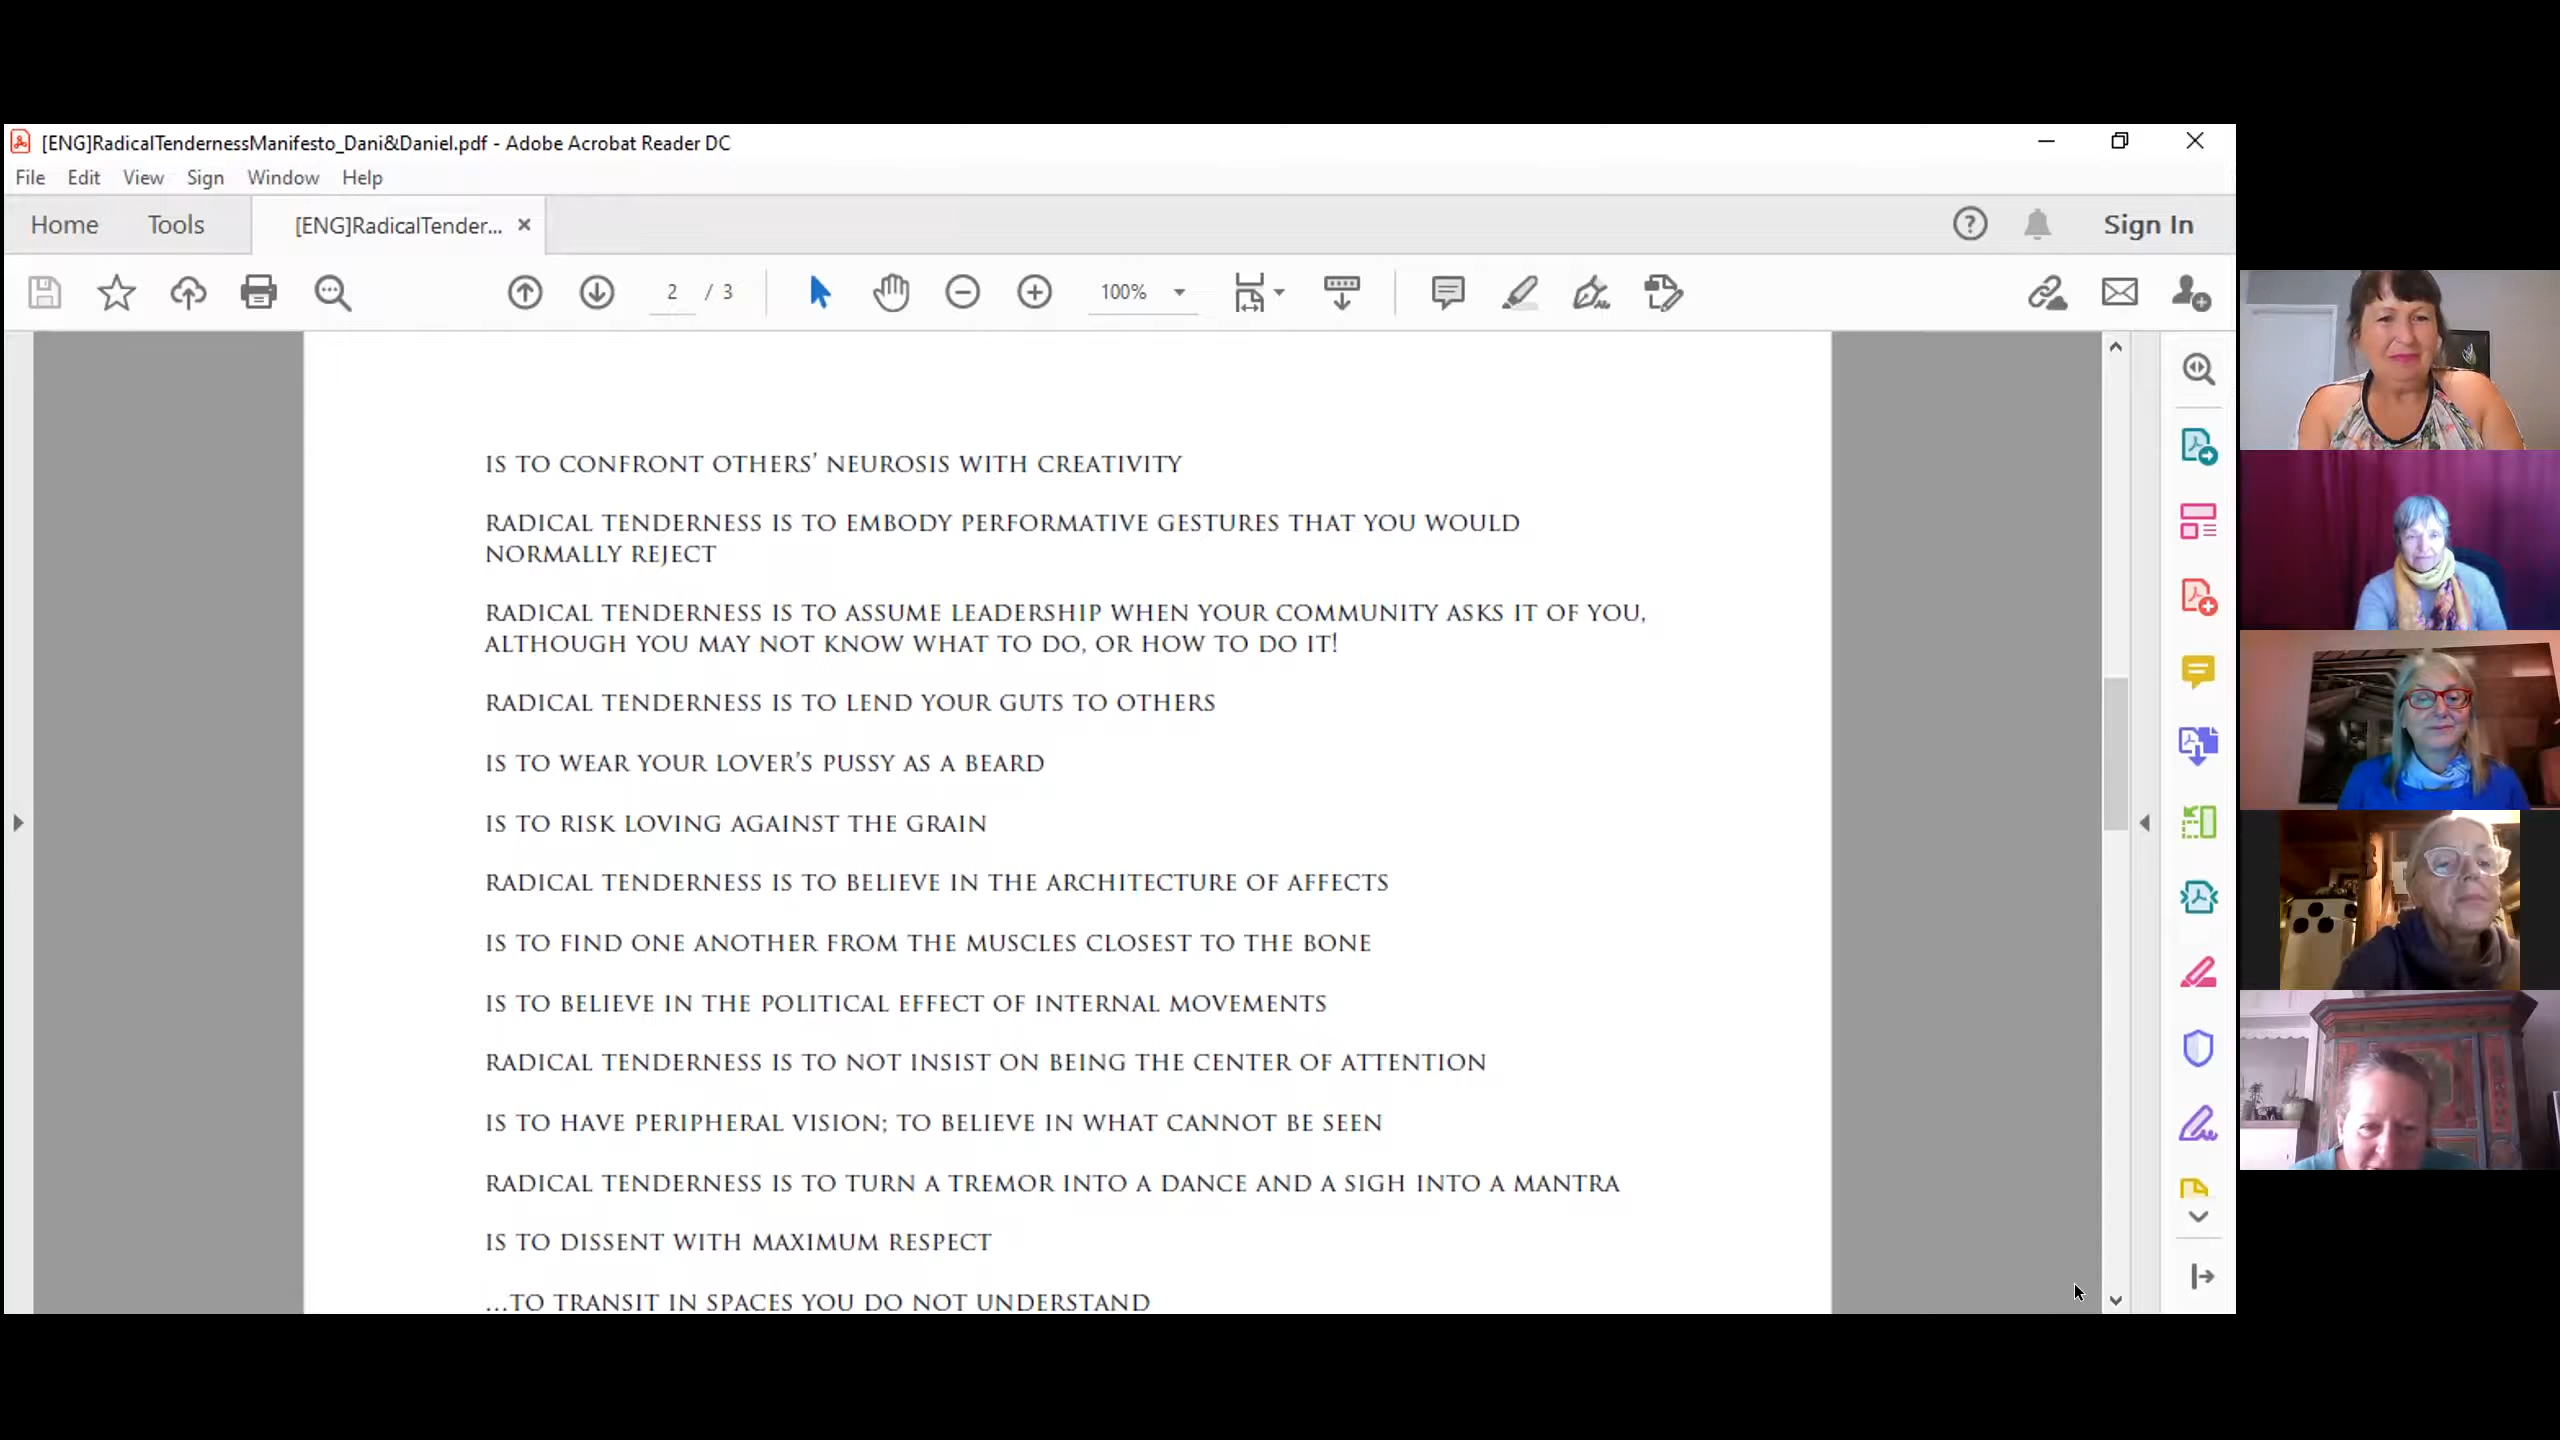 [ENG]RadicalTendernessManifesto_Dani&Daniel.pdf - Adobe Acrobat Reader DC
File Edit View Sign Window Help
Home Tools [ENG]RadicalTender... Sign In
2 / 3 100%
IS TO CONFRONT OTHERS’ NEUROSIS WITH CREATIVITY
RADICAL TENDERNESS IS TO EMBODY PERFORMATIVE GESTURES THAT YOU WOULD
NORMALLY REJECT
RADICAL TENDERNESS IS TO ASSUME LEADERSHIP WHEN YOUR COMMUNITY ASKS IT OF YOU,
ALTHOUGH YOU MAY NOT KNOW WHAT TO DO, OR HOW TO DO IT!
RADICAL TENDERNESS IS TO LEND YOUR GUTS TO OTHERS
IS TO WEAR YOUR LOVER’S PUSSY AS A BEARD
IS TO RISK LOVING AGAINST THE GRAIN
RADICAL TENDERNESS IS TO BELIEVE IN THE ARCHITECTURE OF AFFECTS
IS TO FIND ONE ANOTHER FROM THE MUSCLES CLOSEST TO THE BONE
IS TO BELIEVE IN THE POLITICAL EFFECT OF INTERNAL MOVEMENTS
RADICAL TENDERNESS IS TO NOT INSIST ON BEING THE CENTER OF ATTENTION
IS TO HAVE PERIPHERAL VISION; TO BELIEVE IN WHAT CANNOT BE SEEN
RADICAL TENDERNESS IS TO TURN A TREMOR INTO A DANCE AND A SIGH INTO A MANTRA
IS TO DISSENT WITH MAXIMUM RESPECT
...TO TRANSIT IN SPACES YOU DO NOT UNDERSTAND